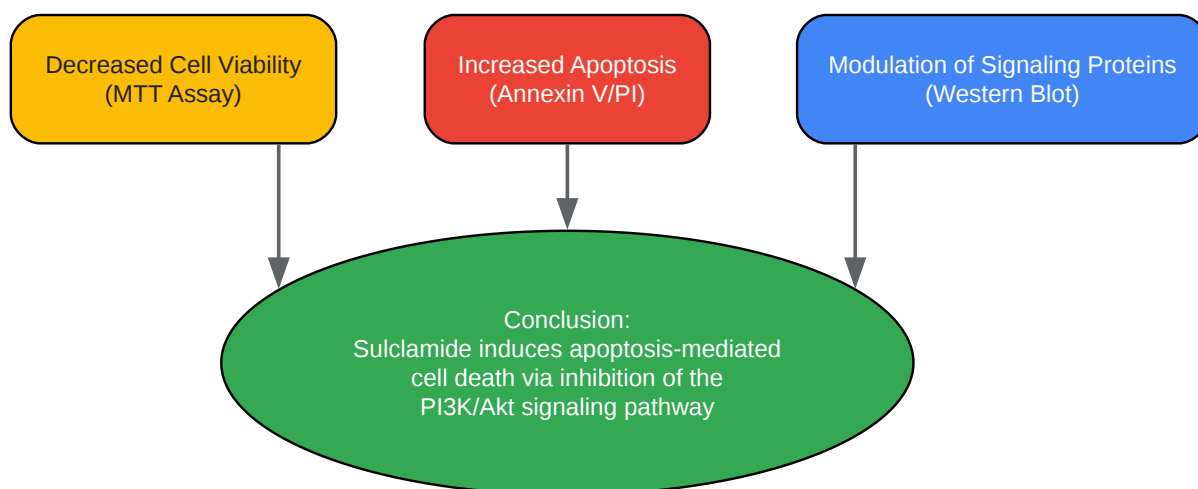 Decreased Cell Viability
(MTT Assay)
Increased Apoptosis
(Annexin V/PI)
Modulation of Signaling Proteins
(Western Blot)
Conclusion:
Sulclamide induces apoptosis-mediated
cell death via inhibition of the
PI3K/Akt signaling pathway